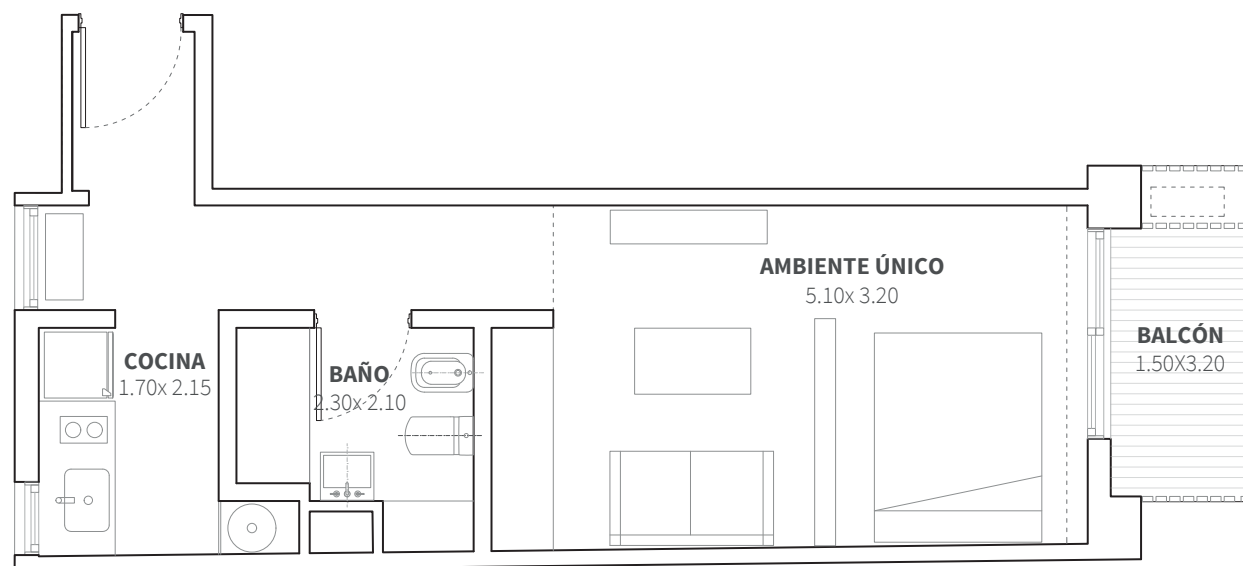 AMBIENTE ÚNICO
5.10x 3.20
BALCÓN
1.50X3.20
COCINA
1.70x 2.15
BAÑO
2.30x 2.10